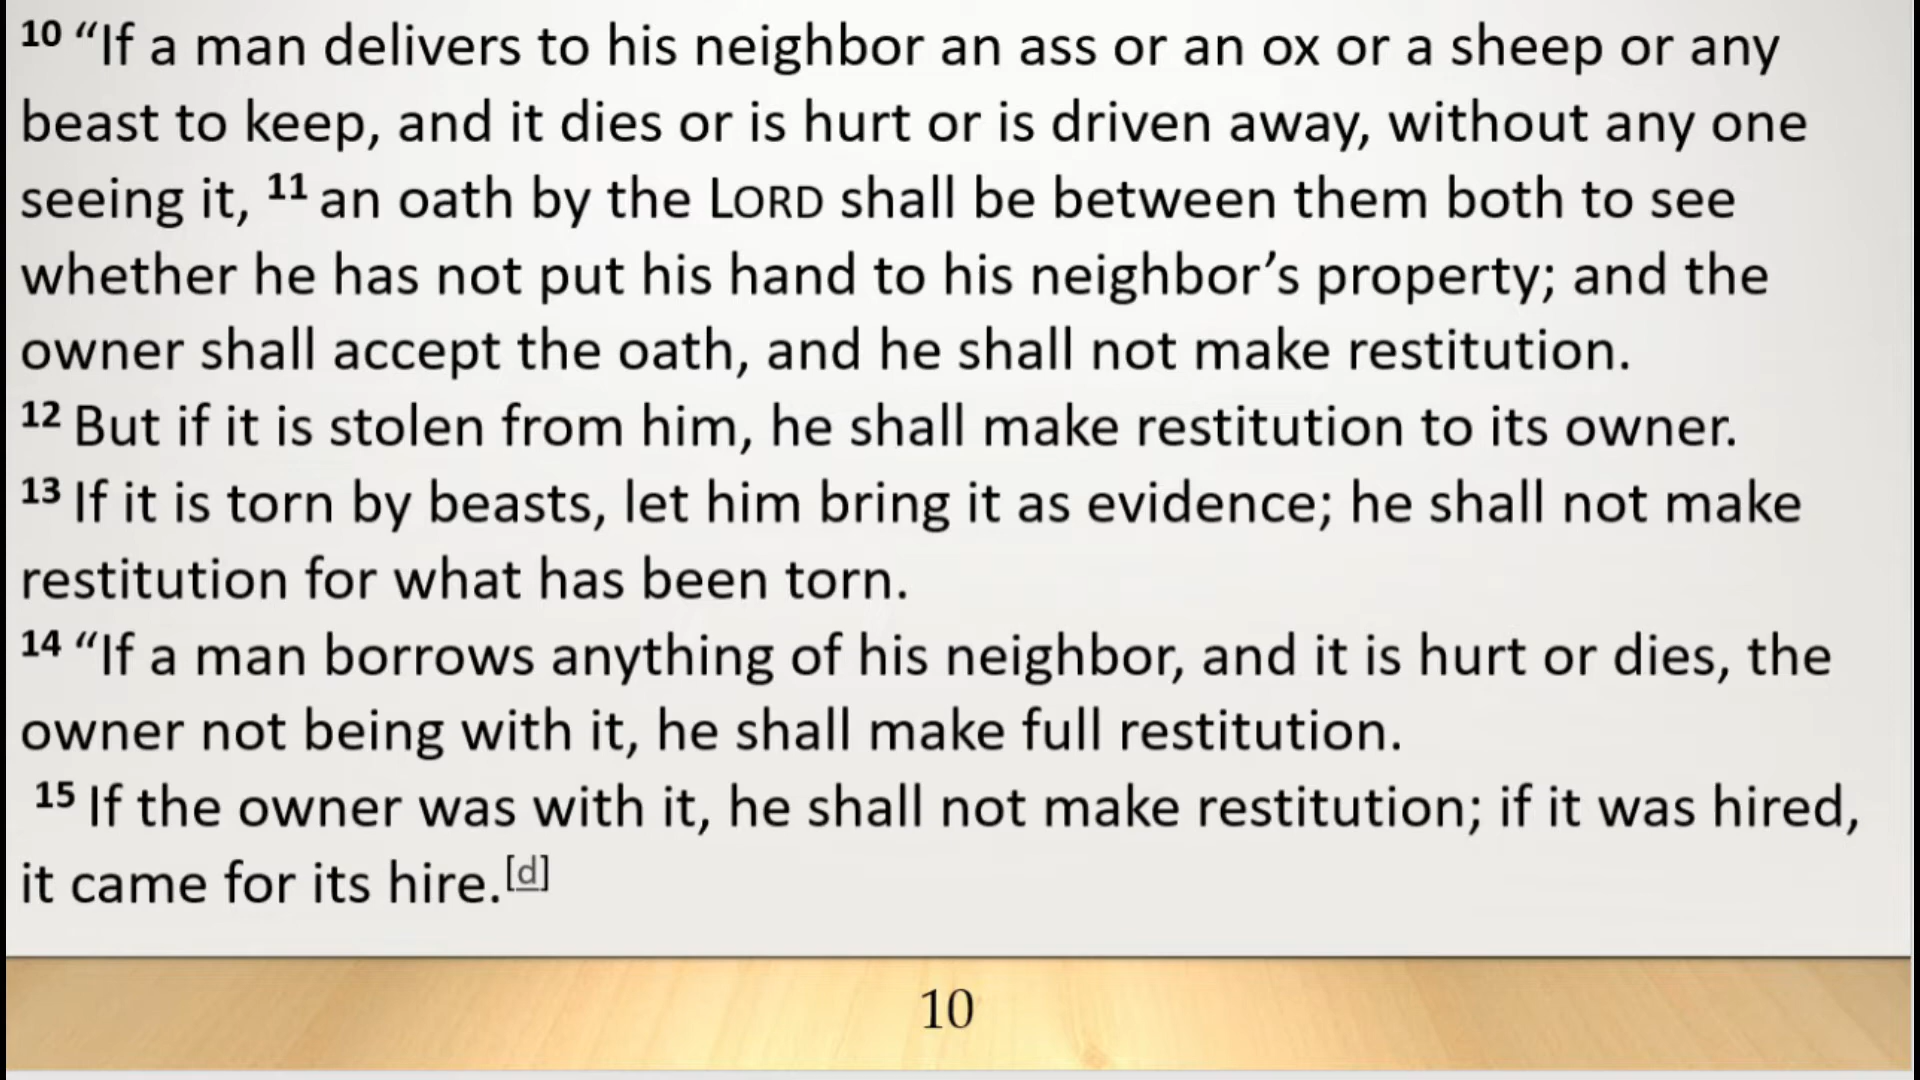 10 “If a man delivers to his neighbor an ass or an ox or a sheep or any
beast to keep, and it dies or is hurt or is driven away, without any one
seeing it, 11 an oath by the LORD shall be between them both to see
whether he has not put his hand to his neighbor’s property; and the
owner shall accept the oath, and he shall not make restitution.
12 But if it is stolen from him, he shall make restitution to its owner.
13 If it is torn by beasts, let him bring it as evidence; he shall not make
restitution for what has been torn.
14 “If a man borrows anything of his neighbor, and it is hurt or dies, the
owner not being with it, he shall make full restitution.
15 If the owner was with it, he shall not make restitution; if it was hired,
it came for its hire.[d]
10